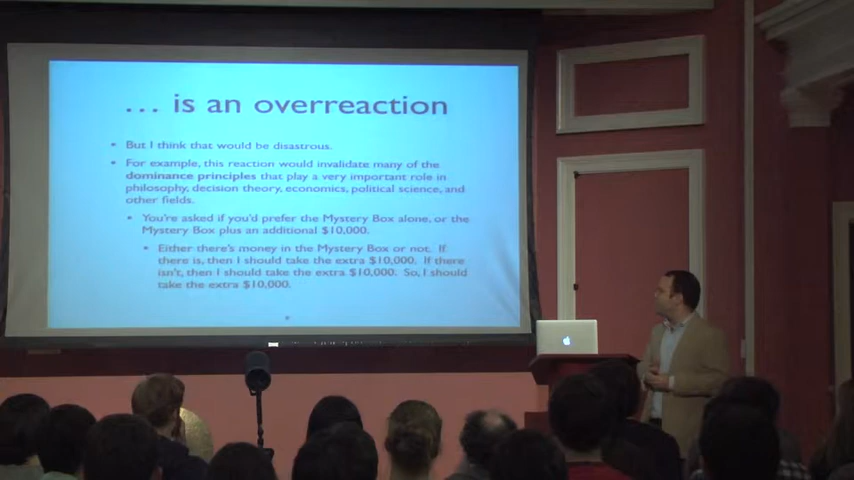 ... is an overreaction
• But I think that would be disastrous.
• For example, this reaction would invalidate many of the
dominance principles that play a very important role in
philosophy, decision theory, economics, political science, and
other fields.
• You're asked if you'd prefer the Mystery Box alone, or the
Mystery Box plus an additional $10,000.
• Either there's money in the Mystery Box or not. If
there is, then I should take the extra $10,000. If there
isn't, then I should take the extra $10,000. So, I should
take the extra $10,000.